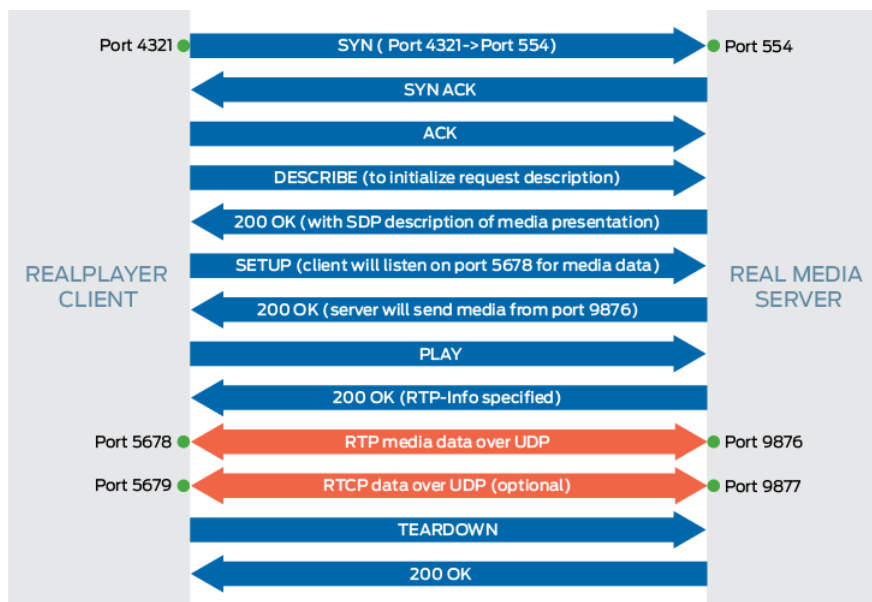 Port 4321
SYN ( Port 4321->Port 554)
Port 554
SYN ACK
ACK
DESCRIBE (to initialize request description)
200 OK (with SDP description of media presentation)
SETUP (client will listen on port 5678 for media data)
REALPLAYER
CLIENT
REAL MEDIA
SERVER
200 OK (server will send media from port 9876)
PLAY
200 OK (RTP-Info specified)
Port 5678
RTP media data over UDP
Port 9876
Port 5679
RTCP data over UDP (optional)
Port 9877
TEARDOWN
200 OK